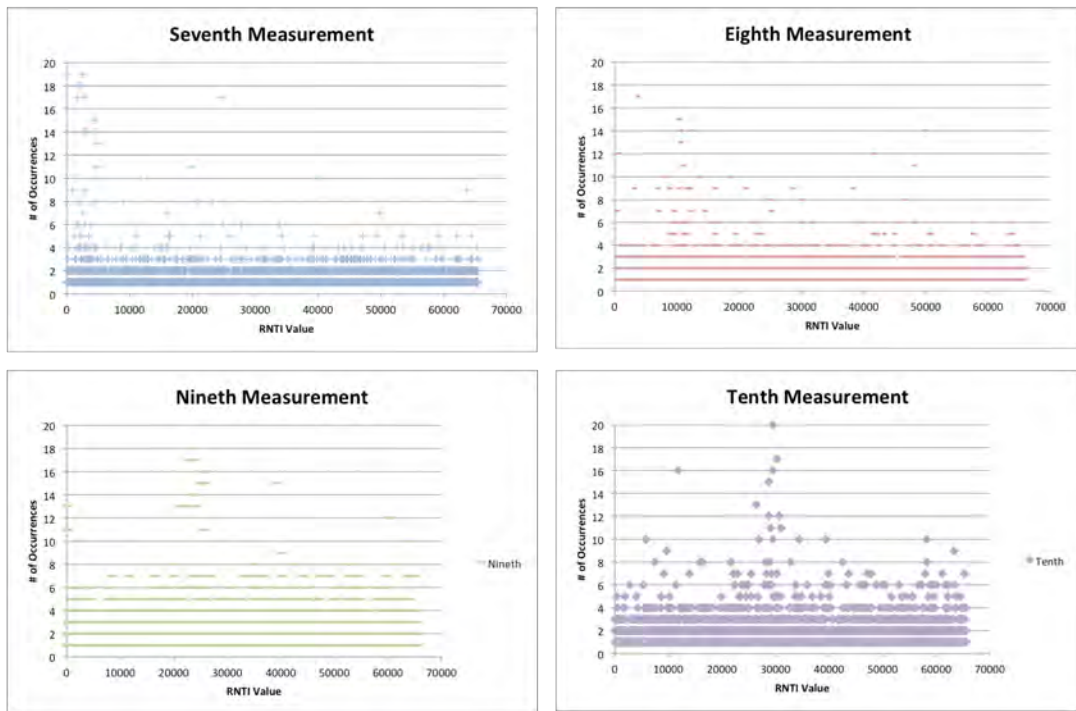 Seventh Measurement
# of Occurrences
20
18
16
14
12
10
8
6
4
2
0
0 10000 20000 30000 40000 50000 60000 70000
RNTI Value
Eighth Measurement
# of Occurrences
20
18
16
14
12
10
8
6
4
2
0
0 10000 20000 30000 40000 50000 60000 70000
RNTI Value
Nineth Measurement
# of Occurrences
20
18
16
14
12
10
8
6
4
2
0
0 10000 20000 30000 40000 50000 60000 70000
RNTI Value
Nineth
Tenth Measurement
# of Occurrences
20
18
16
14
12
10
8
6
4
2
0
0 10000 20000 30000 40000 50000 60000 70000
RNTI Value
Tenth